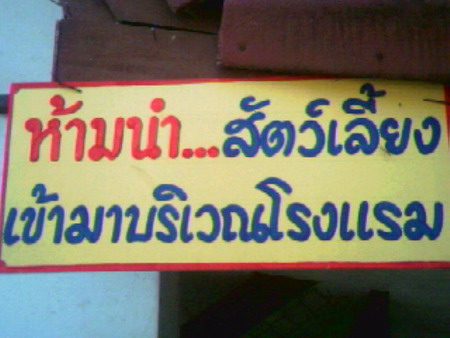 ห้ามนำ...สัตว์เลี้ยง
เข้ามาบริเวณโรงแรม